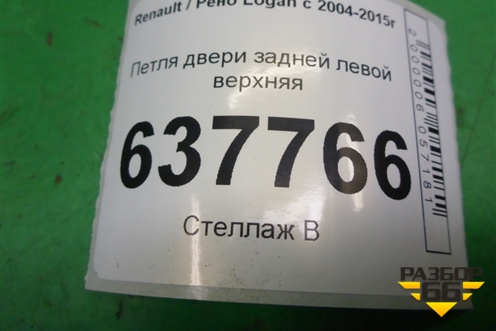 Renault / Рено Logan с 2004-2015г
Петля двери задней левой
верхняя
637766
Стеллаж В
2000006057181
РАЗБОР
66